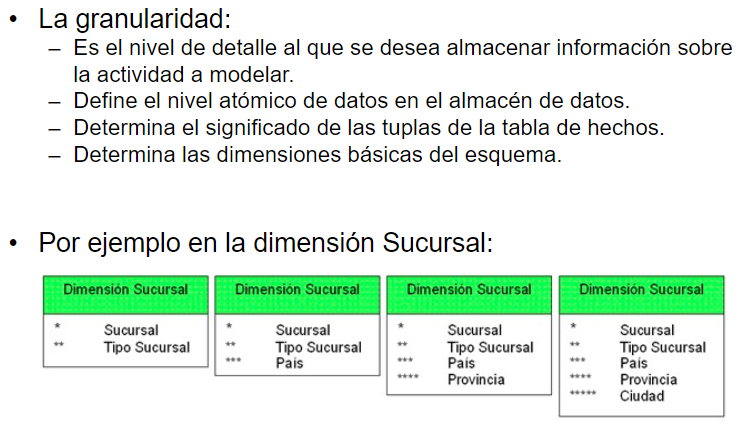 • La granularidad:
– Es el nivel de detalle al que se desea almacenar información sobre
la actividad a modelar.
– Define el nivel atómico de datos en el almacén de datos.
– Determina el significado de las tuplas de la tabla de hechos.
– Determina las dimensiones básicas del esquema.
• Por ejemplo en la dimensión Sucursal:
Dimensión Sucursal
* Sucursal
** Tipo Sucursal
Dimensión Sucursal
* Sucursal
** Tipo Sucursal
*** País
Dimensión Sucursal
* Sucursal
** Tipo Sucursal
*** País
**** Provincia
Dimensión Sucursal
* Sucursal
** Tipo Sucursal
*** País
**** Provincia
***** Ciudad